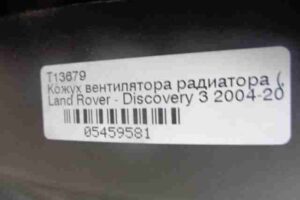 T13679
Кожух вентилятора радиатора (,
Land Rover - Discovery 3 2004-20
05459581